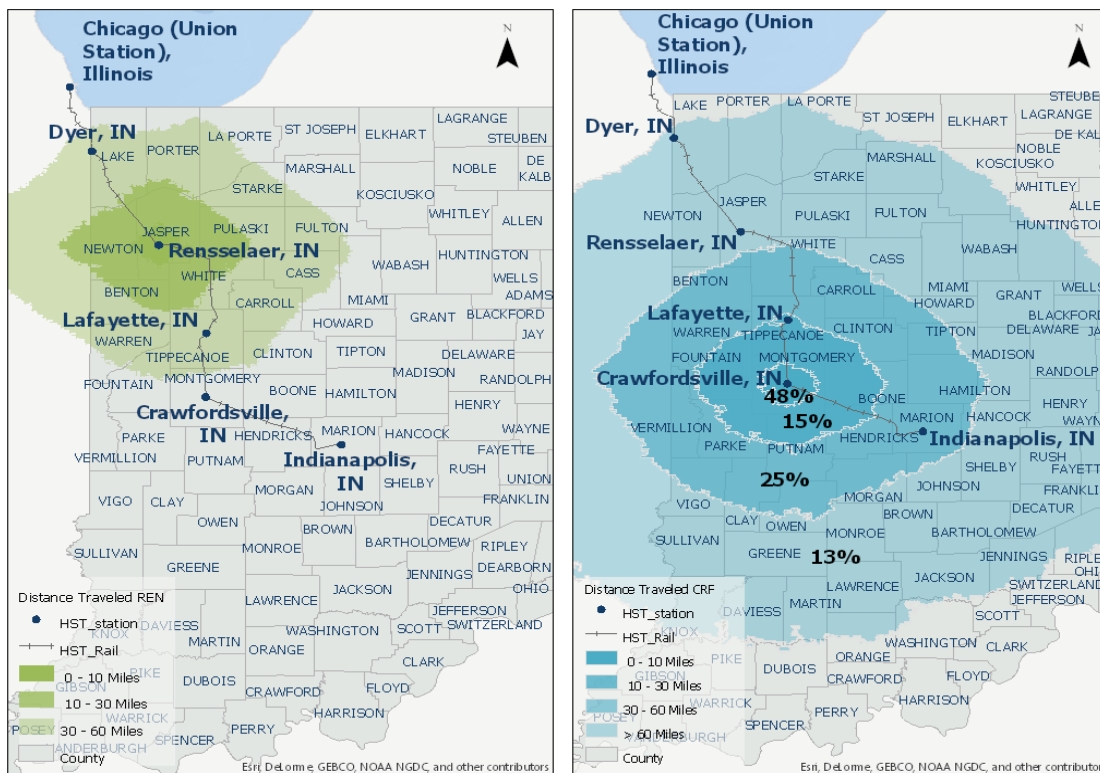 Chicago (Union
Station),
Illinois
N
Dyer, IN
LAKE
PORTER
LA PORTE
ST JOSEPH
ELKHART
LAGRANGE
STEUBEN
NOBLE
DE
KALB
MARSHALL
STARKE
KOSCIUSKO
WHITLEY
ALLEN
JASPER
PULASKI
FULTON
NEWTON
Rensselaer, IN
WABASH
HUNTINGTON
WHITE
CASS
WELLS
ADAMS
BENTON
CARROLL
MIAMI
GRANT
BLACKFORD
JAY
Lafayette, IN
HOWARD
WARREN
TIPPECANOE
CLINTON
TIPTON
DELAWARE
MADISON
RANDOLPH
FOUNTAIN
MONTGOMERY
BOONE
HAMILTON
HENRY
Crawfordsville,
IN
PARKE
HENDRICKS
MARION
HANCOCK
WAYNE
FAYETTE
VERMILLION
PUTNAM
Indianapolis,
IN
RUSH
UNION
SHELBY
MORGAN
FRANKLIN
VIGO
CLAY
JOHNSON
OWEN
BROWN
DECATUR
BARTHOLOMEW
RIPLEY
SULLIVAN
MONROE
DEARBORN
GREENE
JENNINGS
OHIO
JACKSON
LAWRENCE
JEFFERSON
SWITZERLAND
Distance Traveled REN
HST_station
KNOX
DAVIESS
MARTIN
WASHINGTON
SCOTT
ORANGE
HST_Rail
CLARK
PIKE
DUBOIS
0 - 10 Miles
GIBSON
CRAWFORD
FLOYD
10 - 30 Miles
HARRISON
WARRICK
POSEY
30 - 60 Miles
SPENCER
PERRY
VANDERBURGH
County
Esri, DeLorme, GEBCO, NOAA NGDC, and other contributors
Chicago (Union
Station),
Illinois
N
LAKE
PORTER
LA PORTE
STEUBEN
ST JOSEPH
ELKHART
Dyer, IN
DE KAL
NOBLE
MARSHALL
KOSCIUSKO
STARKE
WHITLEY
JASPER
ALLE
NEWTON
PULASKI
FULTON
HUNTINGTON
Rensselaer, IN
WHITE
WABASH
CASS
BENTON
MIAMI
WELLS
CARROLL
GRANT
HOWARD
BLACKFORD
Lafayette, IN
WARREN
TIPPECANOE
CLINTON
TIPTON
DELAWARE
JA
FOUNTAIN
MONTGOMERY
MADISON
RANDOL
Crawfordsville, IN
48%
BOONE
HAMILTON
HENRY
15%
MARION
HANCOCK
VERMILLION
WAYN
PARKE
PUTNAM
HENDRICKS
Indianapolis, IN
RUSH
25%
SHELBY
FAYETT
VIGO
MORGAN
JOHNSON
FRANKLI
CLAY
OWEN
BROWN
DECATUR
SULLIVAN
MONROE
BARTHOLOMEW
GREENE
13%
JENNINGS
RIPLE
OHIO
JACKSON
SWITZERLAND
JEFFERSON
LAWRENCE
Distance Traveled CRF
MARTIN
DAVIESS
SCOTT
HST_station
KNOX
WASHINGTON
HST_Rail
ORANGE
CLARK
PIKE
DUBOIS
0 - 10 Miles
GIBSON
CRAWFORD
FLOYD
10 - 30 Miles
HARRISON
30 - 60 Miles
WARRICK
PERRY
POSEY
SPENCER
> 60 Miles
VANDERBURGH
County
Esri, DeLorme, GEBCO, NOAA NGDC, and other contributors